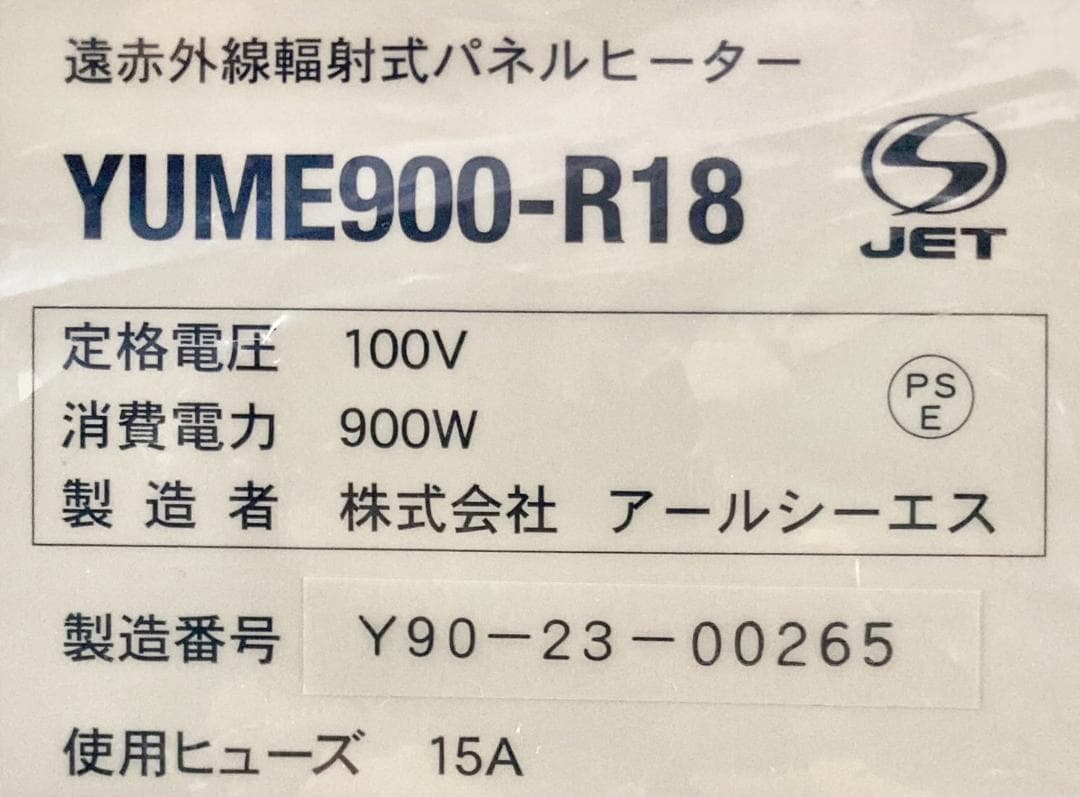 遠赤外線輻射式パネルヒーター
YUME900-R18
JET
定格電圧 100V
PS
E
消費電力 900W
製造者 株式会社 アールシーエス
製造番号 Y90-23-00265
使用ヒューズ 15A